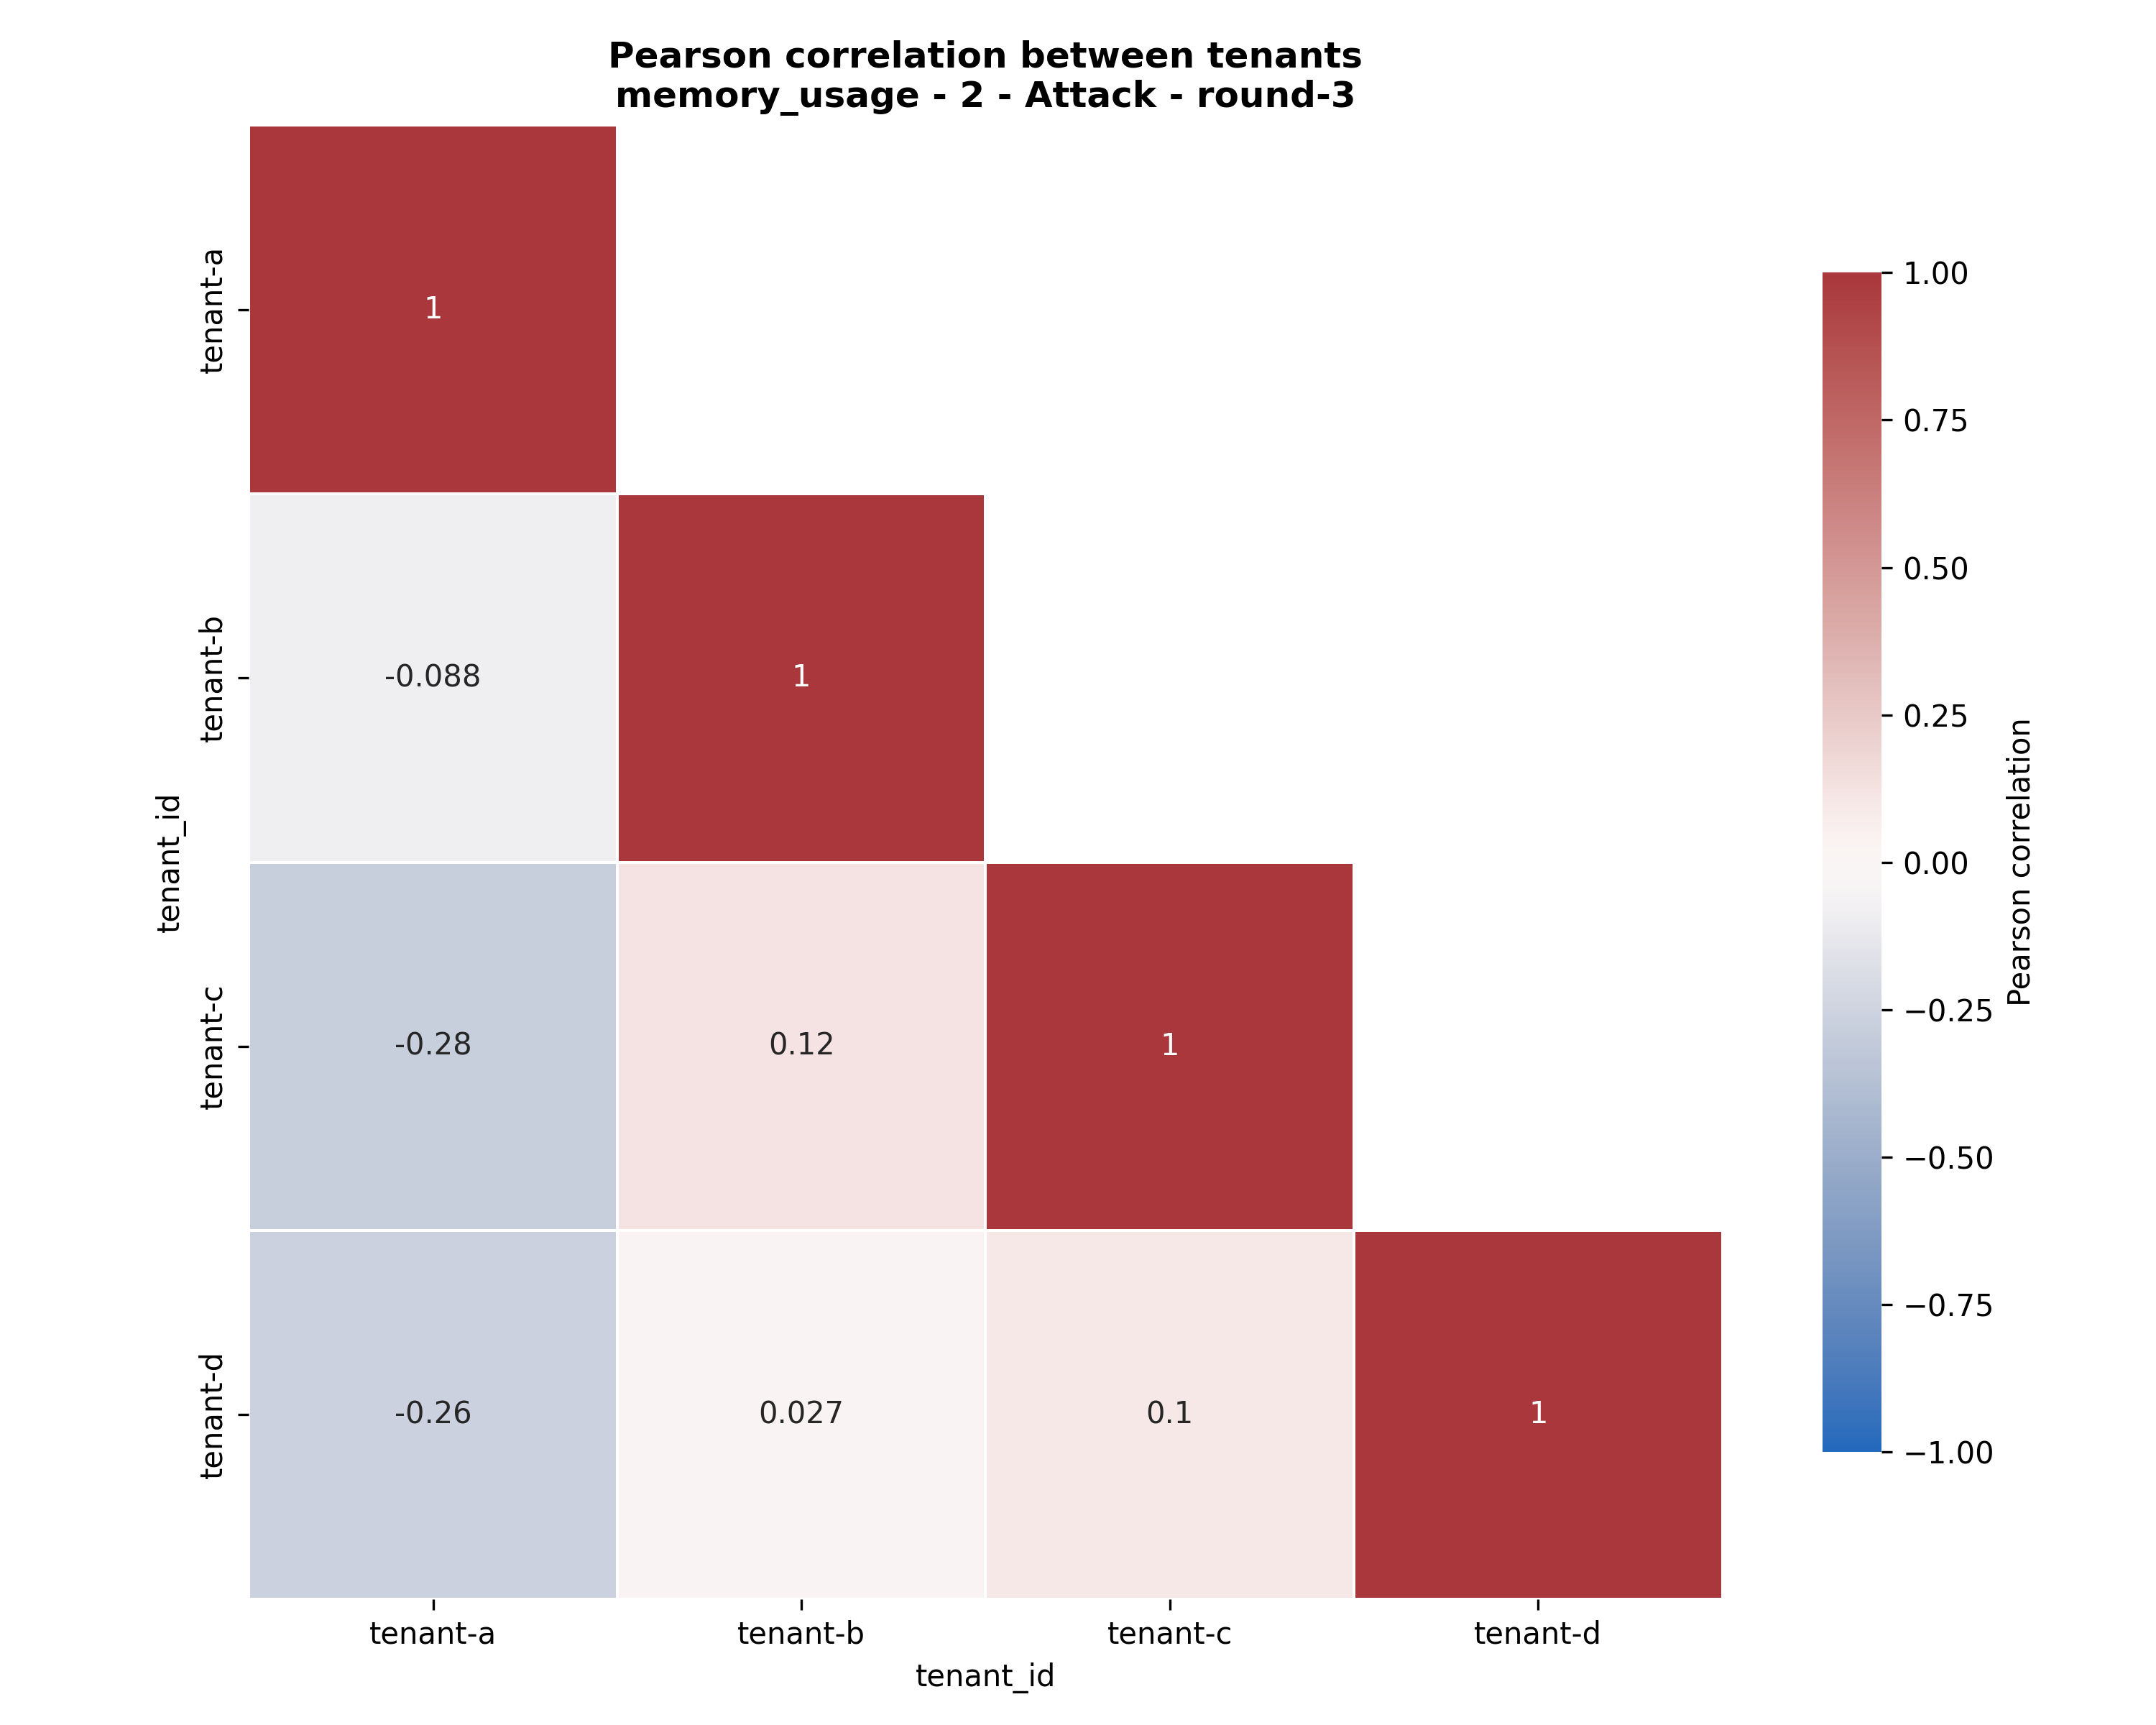 Pearson correlation between tenants
memory_usage - 2 - Attack - round-3
tenant_id
tenant-a
1
tenant-b
-0.088
1
tenant-c
-0.28
0.12
1
tenant-d
-0.26
0.027
0.1
1
tenant-a
tenant-b
tenant-c
tenant-d
tenant_id
1.00
0.75
0.50
0.25
0.00
−0.25
−0.50
−0.75
−1.00
Pearson correlation